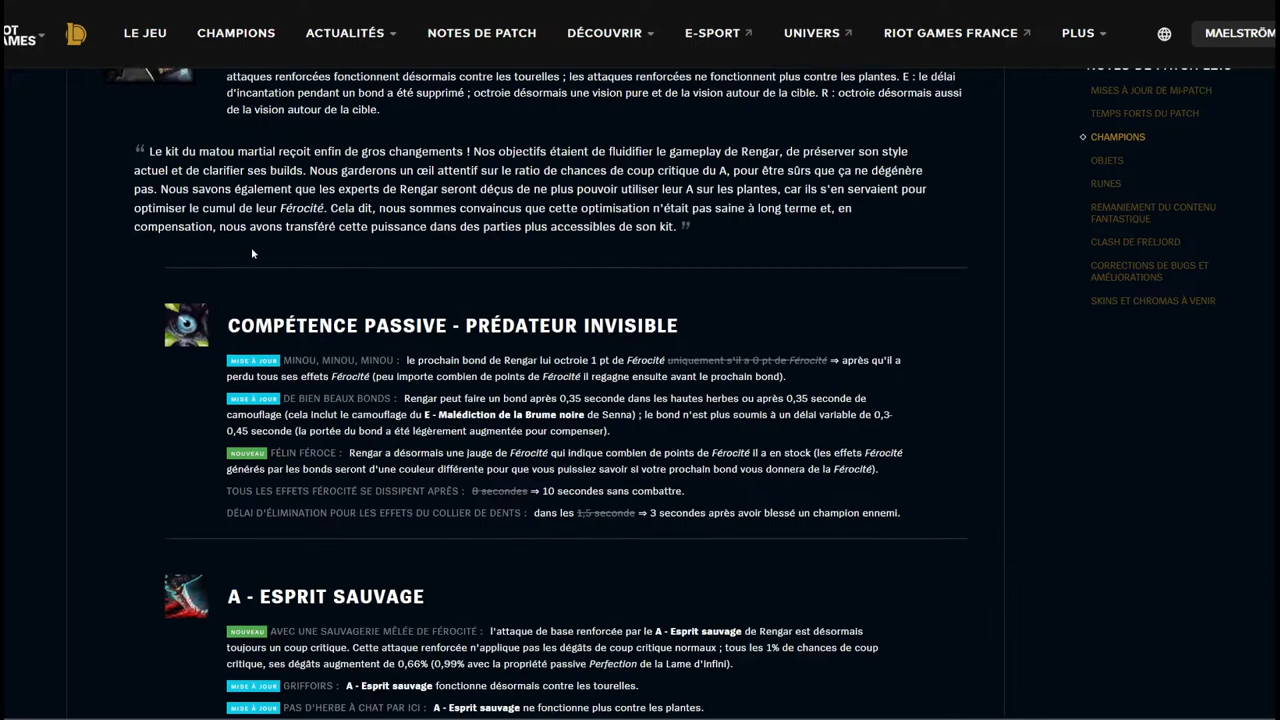 OT
AMES
LE JEU
CHAMPIONS
ACTUALITÉS
NOTES DE PATCH
DÉCOUVRIR
E-SPORT
UNIVERS
RIOT GAMES FRANCE
PLUS
MAELSTRÖM
attaques renforcées fonctionnent désormais contre les tourelles ; les attaques renforcées ne fonctionnent plus contre les plantes. E : le délai
d'incantation pendant un bond a été supprimé ; octroie désormais une vision pure et de la vision autour de la cible. R : octroie désormais aussi
de la vision autour de la cible.
“ Le kit du matou martial reçoit enfin de gros changements ! Nos objectifs étaient de fluidifier le gameplay de Rengar, de préserver son style
actuel et de clarifier ses builds. Nous garderons un œil attentif sur le ratio de chances de coup critique du A, pour être sûrs que ça ne dégénère
pas. Nous savons également que les experts de Rengar seront déçus de ne plus pouvoir utiliser leur A sur les plantes, car ils s'en servaient pour
optimiser le cumul de leur Férocité. Cela dit, nous sommes convaincus que cette optimisation n'était pas saine à long terme et, en
compensation, nous avons transféré cette puissance dans des parties plus accessibles de son kit. ”
COMPÉTENCE PASSIVE - PRÉDATEUR INVISIBLE
MISE À JOUR MINOU, MINOU, MINOU : le prochain bond de Rengar lui octroie 1 pt de Férocité uniquement s'il a 0 pt de Férocité ⇒ après qu'il a
perdu tous ses effets Férocité (peu importe combien de points de Férocité il regagne ensuite avant le prochain bond).
MISE À JOUR DE BIEN BEAUX BONDS : Rengar peut faire un bond après 0,35 seconde dans les hautes herbes ou après 0,35 seconde de
camouflage (cela inclut le camouflage du E - Malédiction de la Brume noire de Senna) ; le bond n'est plus soumis à un délai variable de 0,3-
0,45 seconde (la portée du bond a été légèrement augmentée pour compenser).
NOUVEAU FÉLIN FÉROCE : Rengar a désormais une jauge de Férocité qui indique combien de points de Férocité il a en stock (les effets Férocité
générés par les bonds seront d'une couleur différente pour que vous puissiez savoir si votre prochain bond vous donnera de la Férocité).
TOUS LES EFFETS FÉROCITÉ SE DISSIPENT APRÈS : 8 secondes ⇒ 10 secondes sans combattre.
DÉLAI D'ÉLIMINATION POUR LES EFFETS DU COLLIER DE DENTS : dans les 1,5 seconde ⇒ 3 secondes après avoir blessé un champion ennemi.
A - ESPRIT SAUVAGE
NOUVEAU AVEC UNE SAUVAGERIE MÊLÉE DE FÉROCITÉ : l'attaque de base renforcée par le A - Esprit sauvage de Rengar est désormais
toujours un coup critique. Cette attaque renforcée n'applique pas les dégâts de coup critique normaux ; tous les 1% de chances de coup
critique, ses dégâts augmentent de 0,66% (0,99% avec la propriété passive Perfection de la Lame d'infini).
MISE À JOUR GRIFFOIRS : A - Esprit sauvage fonctionne désormais contre les tourelles.
MISE À JOUR PAS D'HERBE À CHAT PAR ICI : A - Esprit sauvage ne fonctionne plus contre les plantes.
MISES À JOUR DE MI-PATCH
TEMPS FORTS DU PATCH
CHAMPIONS
OBJETS
RUNES
REMANIEMENT DU CONTENU
FANTASTIQUE
CLASH DE FRELJORD
CORRECTIONS DE BUGS ET
AMÉLIORATIONS
SKINS ET CHROMAS À VENIR